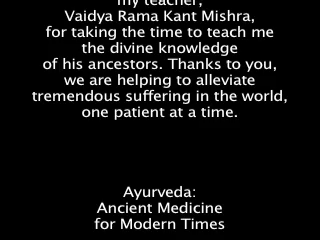 my teacher,
Vaidya Rama Kant Mishra,
for taking the time to teach me
the divine knowledge
of his ancestors. Thanks to you,
we are helping to alleviate
tremendous suffering in the world,
one patient at a time.
Ayurveda:
Ancient Medicine
for Modern Times